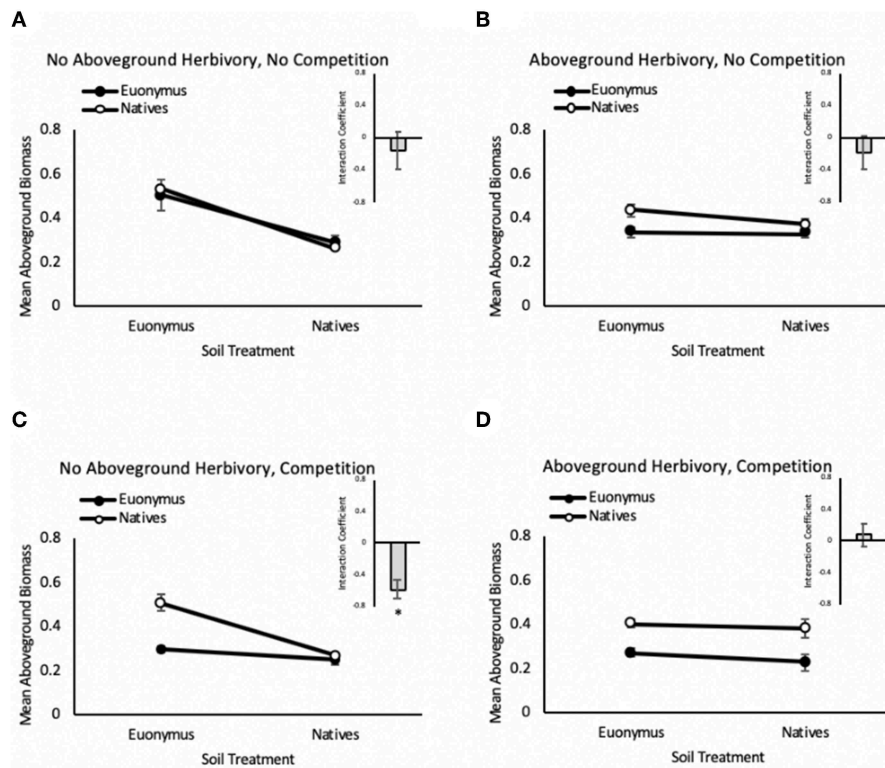 A
No Aboveground Herbivory, No Competition
Euonymus
Natives
Mean Aboveground Biomass
0.8
0.6
0.4
0.2
0
Euonymus Natives
Soil Treatment
Interaction Coefficient
0.8
0.4
0
-0.4
-0.8
B
Aboveground Herbivory, No Competition
Euonymus
Natives
Mean Aboveground Biomass
0.8
0.6
0.4
0.2
0
Euonymus Natives
Soil Treatment
Interaction Coefficient
0.8
0.4
0
-0.4
-0.8
C
No Aboveground Herbivory, Competition
Euonymus
Natives
Mean Aboveground Biomass
0.8
0.6
0.4
0.2
0
Euonymus Natives
Soil Treatment
Interaction Coefficient
0.8
0.4
0
-0.4
-0.8
*
D
Aboveground Herbivory, Competition
Euonymus
Natives
Mean Aboveground Biomass
0.8
0.6
0.4
0.2
0
Euonymus Natives
Soil Treatment
Interaction Coefficient
0.8
0.4
0
-0.4
-0.8